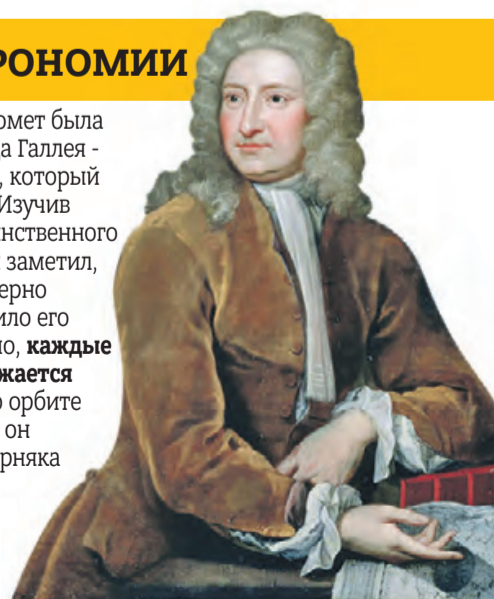 РОНОМИИ
омет была
а Галлея -
, который
Изучив
нственного
заметил,
ерно
ило его
но, каждые
жается
о орбите
он
рняка